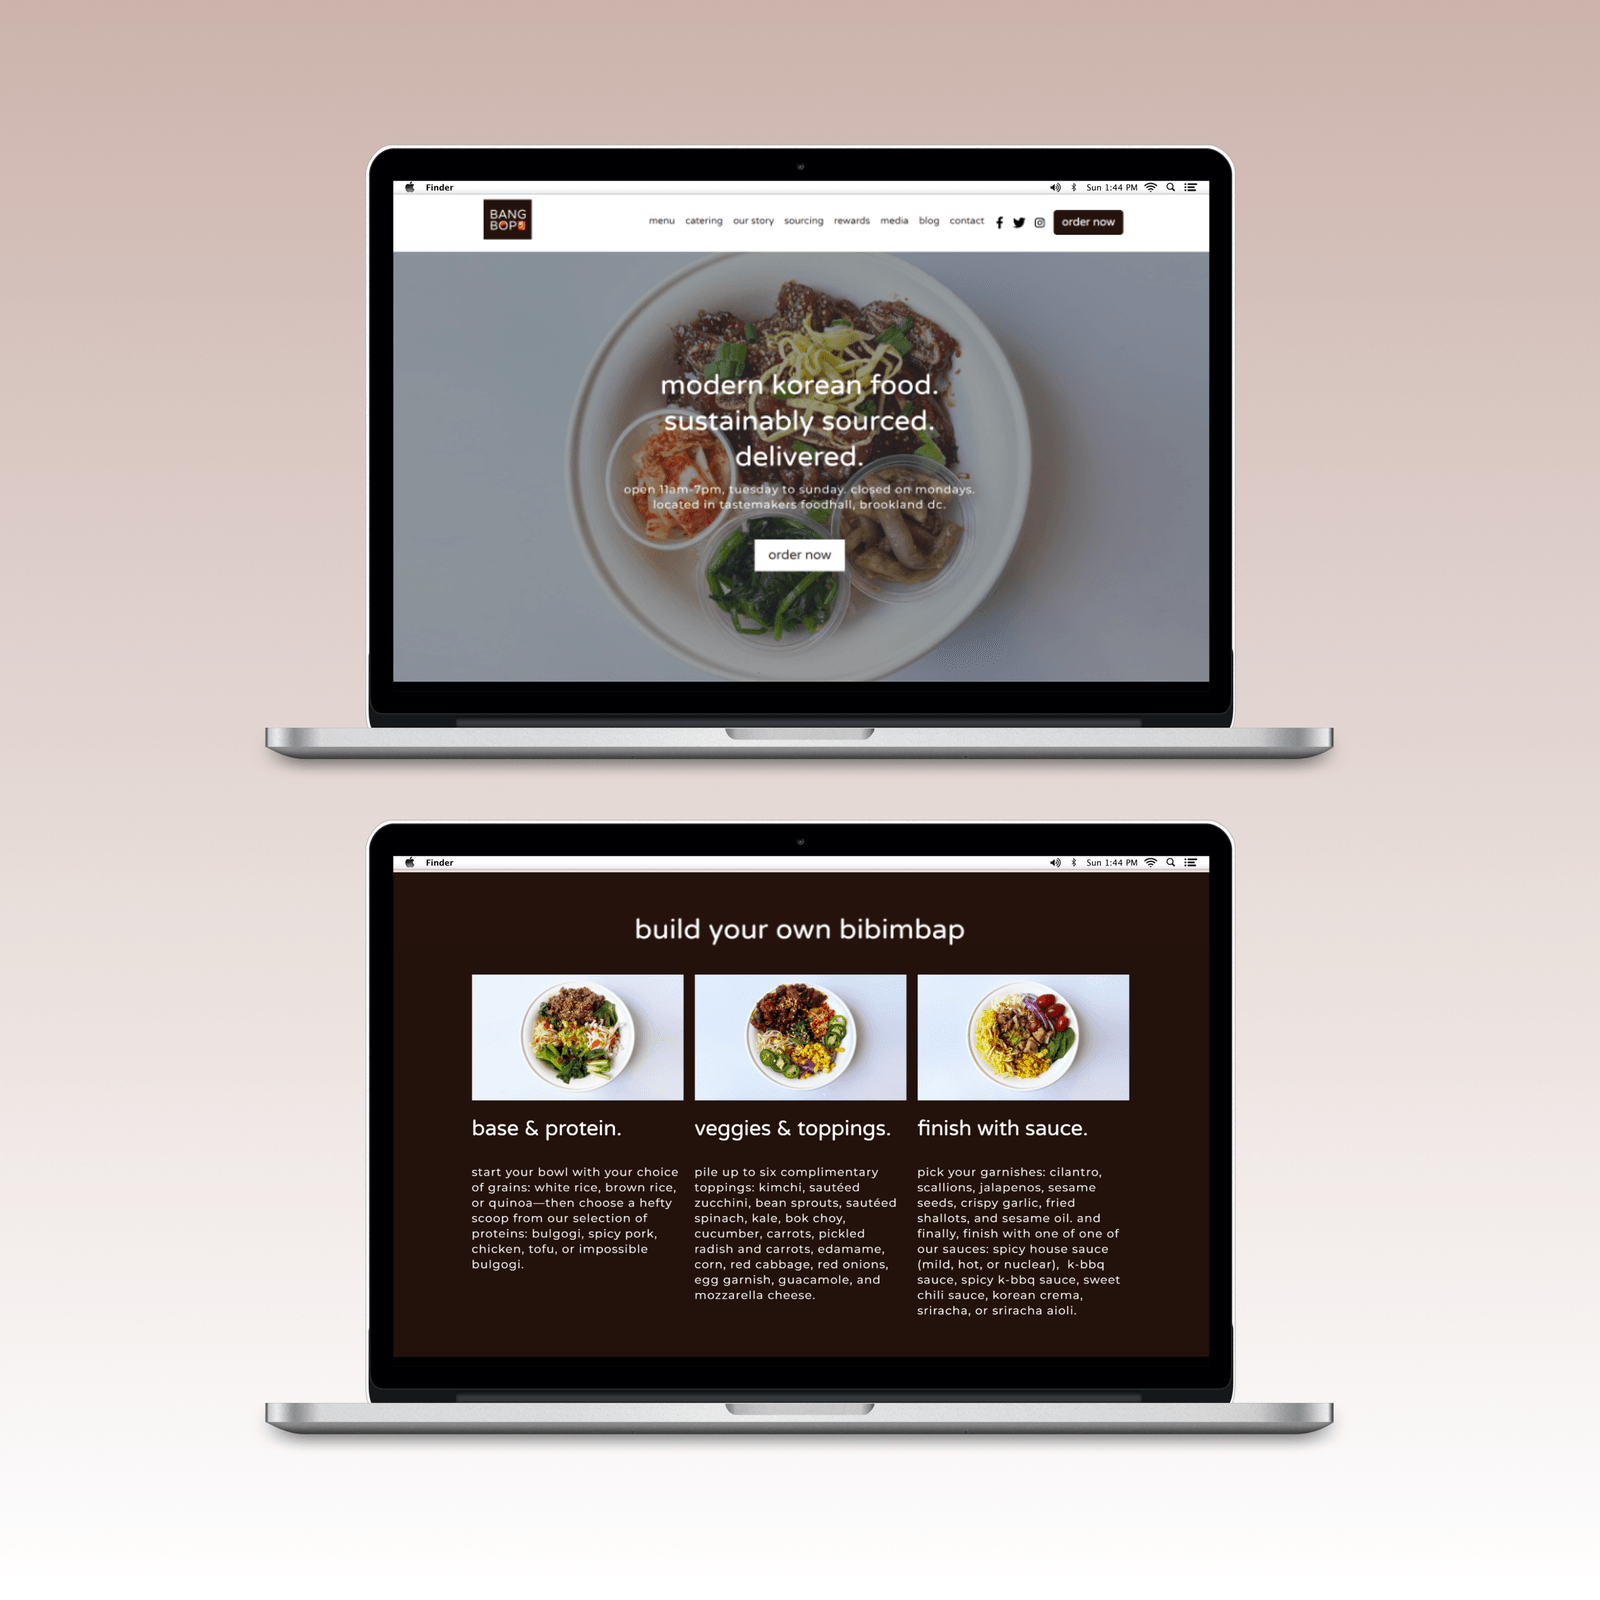 Finder
Sun 1:44 PM
BANG
BOP
menu catering our story sourcing rewards media blog contact order now
modern korean food.
sustainably sourced.
delivered.
open 11am-7pm, tuesday to sunday. closed on mondays.
located in tastemakers foodhall, brookland dc.
order now
Finder
Sun 1:44 PM
build your own bibimbap
base & protein.
start your bowl with your choice
of grains: white rice, brown rice,
or quinoa—then choose a hefty
scoop from our selection of
proteins: bulgogi, spicy pork,
chicken, tofu, or impossible
bulgogi.
veggies & toppings.
pile up to six complimentary
toppings: kimchi, sautéed
zucchini, bean sprouts, sautéed
spinach, kale, bok choy,
cucumber, carrots, pickled
radish and carrots, edamame,
corn, red cabbage, red onions,
egg garnish, guacamole, and
mozzarella cheese.
finish with sauce.
pick your garnishes: cilantro,
scallions, jalapenos, sesame
seeds, crispy garlic, fried
shallots, and sesame oil. and
finally, finish with one of one of
our sauces: spicy house sauce
(mild, hot, or nuclear),  k-bbq
sauce, spicy k-bbq sauce, sweet
chili sauce, korean crema,
sriracha, or sriracha aioli.